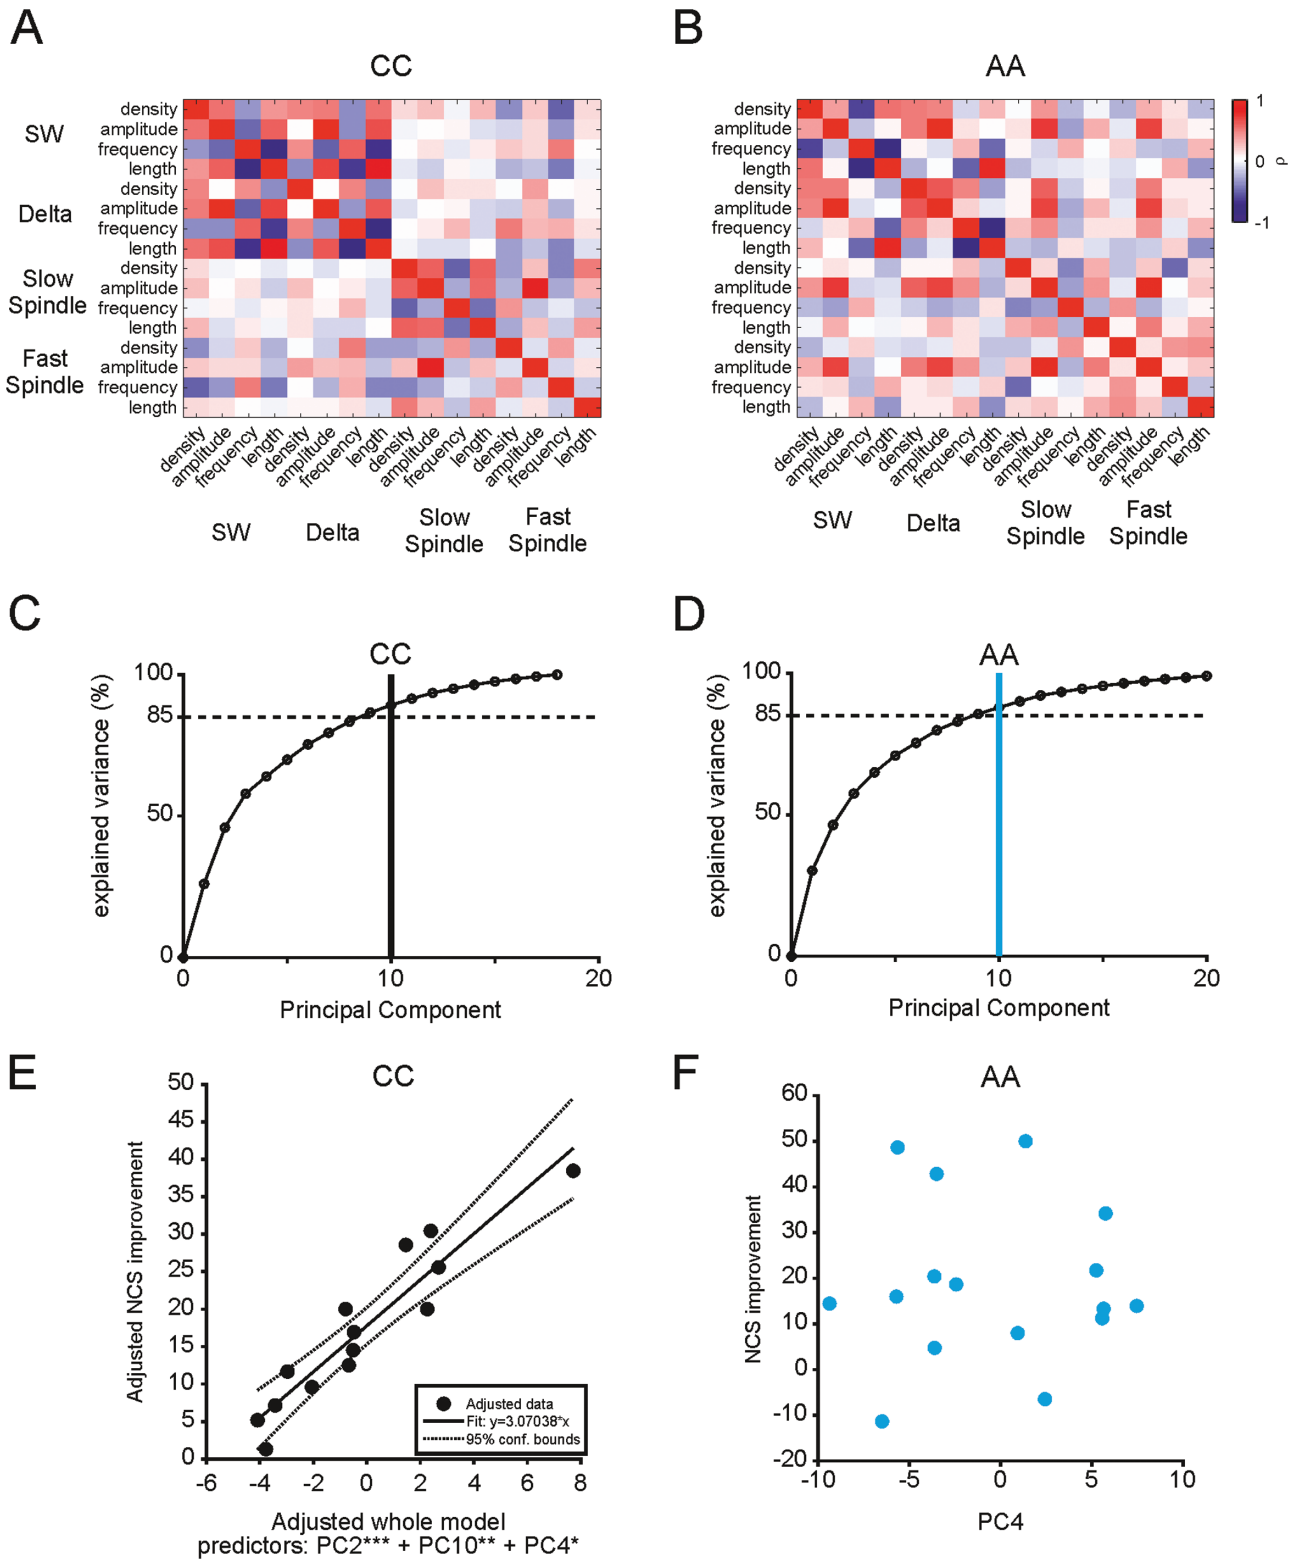 A
CC
SW
Delta
Slow
Spindle
Fast
Spindle
density
amplitude
frequency
length
density
amplitude
frequency
length
density
amplitude
frequency
length
density
amplitude
frequency
length
density
amplitude
frequency
length
density
amplitude
frequency
length
density
amplitude
frequency
length
density
amplitude
frequency
length
SW
Delta
Slow
Spindle
Fast
Spindle
B
AA
density
amplitude
frequency
length
density
amplitude
frequency
length
density
amplitude
frequency
length
density
amplitude
frequency
length
density
amplitude
frequency
length
density
amplitude
frequency
length
density
amplitude
frequency
length
density
amplitude
frequency
length
SW
Delta
Slow
Spindle
Fast
Spindle
1
0
-1
ρ
C
CC
explained variance (%)
100
85
50
0
0
10
20
Principal Component
D
AA
explained variance (%)
100
85
50
0
0
10
20
Principal Component
E
CC
Adjusted NCS improvement
50
45
40
35
30
25
20
15
10
5
0
-6
-4
-2
0
2
4
6
8
Adjusted data
Fit: y=3.07038*x
95% conf. bounds
Adjusted whole model
predictors: PC2*** + PC10** + PC4*
F
AA
NCS improvement
60
50
40
30
20
10
0
-10
-20
-10
-5
0
5
10
PC4